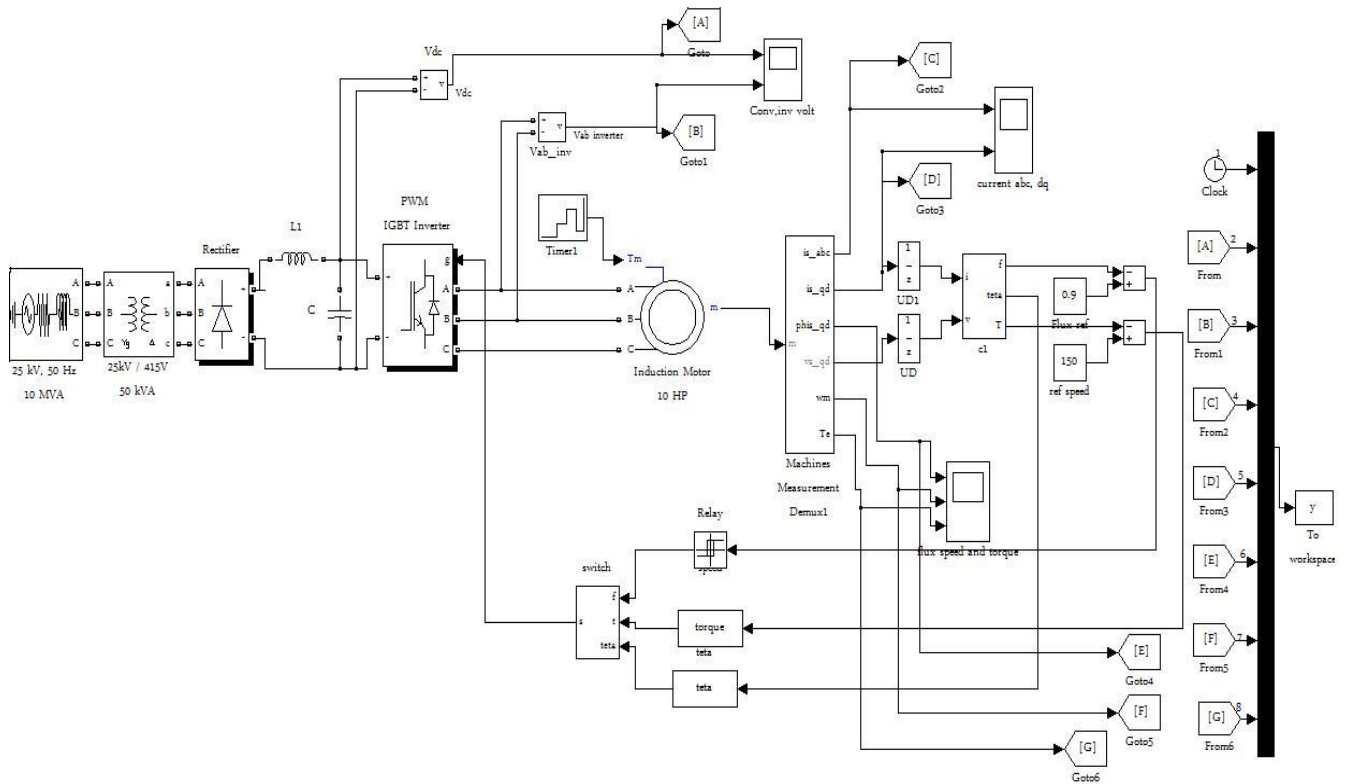 [A]
Goto
Vdc
+
-
v
Vdc
Conv,inv volt
[C]
Goto2
+
-
v
Vab inverter
Vab_inv
[B]
Goto1
current abc, dq
[D]
Goto3
1
Clock
PWM
IGBT Inverter
Timer1
L1
Rectifier
Tm
g
is_abc
is_qd
phis_qd
vs_qd
wm
Te
m
1
z
UD1
1
z
UD
i
v
f
teta
T
c1
0.9
Flux ref
150
ref speed
-
+
-
+
[A]
2
From
A
B
C
A
B
C
a
b
c
Yg
Δ
A
B
C
+
-
C
+
-
A
B
C
A
B
C
m
[B]
3
From1
25 kV, 50 Hz
10 MVA
25kV / 415V
50 kVA
Induction Motor
10 HP
[C]
4
From2
Machines
Measurement
Demux1
[D]
5
From3
y
To
workspace
flux speed and torque
Relay
speed
[E]
6
From4
switch
f
t
teta
s
torque
teta
teta
[E]
Goto4
[F]
7
From5
[F]
Goto5
[G]
8
From6
[G]
Goto6